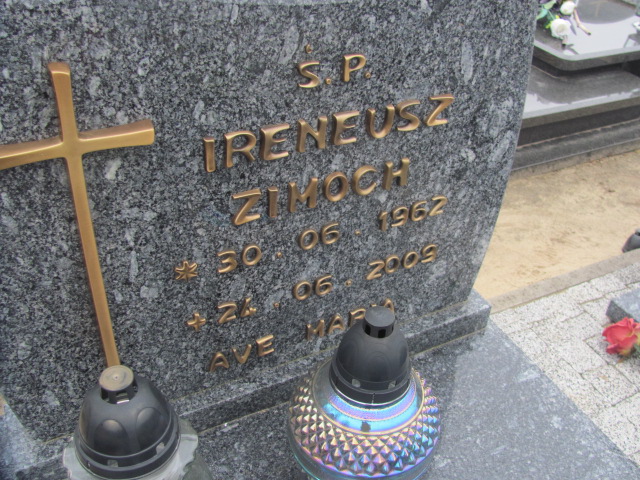 Ś.P.
IRENEUSZ
ZIMOCH
* 30.06.1962
+ 24.06.2009
AVE MARIA